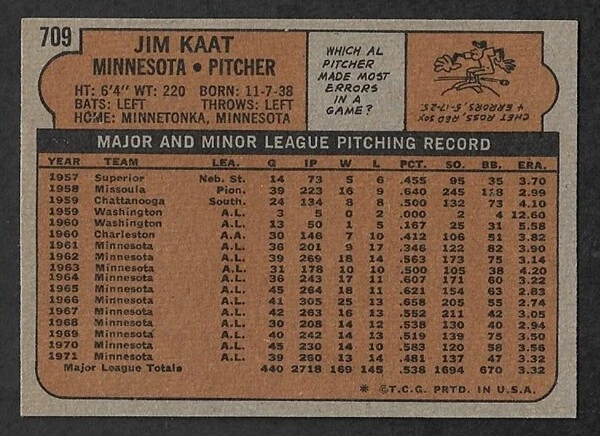 709
JIM KAAT
MINNESOTA • PITCHER
HT: 6'4" WT: 220 BORN: 11-7-38
BATS: LEFT THROWS: LEFT
HOME: MINNETONKA, MINNESOTA
WHICH AL
PITCHER
MADE MOST
ERRORS
IN A
GAME?
CHET ROSS, RED SOX
4 ERRORS, 5-17-25.
MAJOR AND MINOR LEAGUE PITCHING RECORD
YEAR TEAM LEA. G IP W L PCT. SO. BB. ERA.
1957 Superior Neb. St. 14 73 5 6 .455 95 35 3.70
1958 Missoula Pion. 39 223 16 9 .640 245 118 2.99
1959 Chattanooga South. 24 134 8 8 .500 132 73 4.10
1959 Washington A.L. 3 5 0 2 .000 2 4 12.60
1960 Washington A.L. 13 50 1 5 .167 25 31 5.58
1960 Charleston A.A. 30 146 7 10 .412 106 51 3.82
1961 Minnesota A.L. 36 201 9 17 .346 122 82 3.90
1962 Minnesota A.L. 39 269 18 14 .563 173 75 3.14
1963 Minnesota A.L. 31 178 10 10 .500 105 38 4.20
1964 Minnesota A.L. 36 243 17 11 .607 171 60 3.22
1965 Minnesota A.L. 45 264 18 11 .621 154 63 2.83
1966 Minnesota A.L. 41 305 25 13 .658 205 55 2.74
1967 Minnesota A.L. 42 263 16 13 .552 211 42 3.05
1968 Minnesota A.L. 30 208 14 12 .538 130 40 2.94
1969 Minnesota A.L. 40 242 14 13 .519 139 75 3.50
1970 Minnesota A.L. 45 230 14 10 .583 120 58 3.56
1971 Minnesota A.L. 39 260 13 14 .481 137 47 3.32
Major League Totals 440 2718 169 145 .538 1694 670 3.32
* ©T.C.G. PRTD. IN U.S.A.